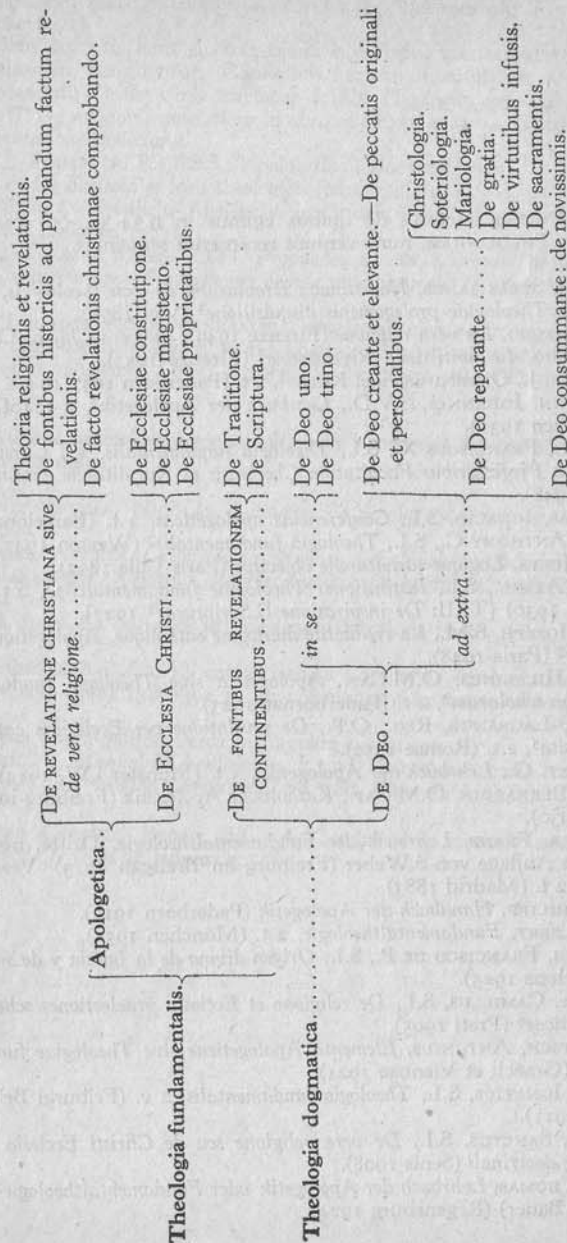 Theologia fundamentalis..
Apologetica..
DE REVELATIONE CHRISTIANA SIVE
de vera religione..........
Theoria religionis et revelationis.
De fontibus historicis ad probandum factum re-
velationis.
De facto revelationis christianae comprobando.
DE ECCLESIA CHRISTI........
De Ecclesiae constitutione.
De Ecclesiae magisterio.
De Ecclesiae proprietatibus.
Theologia dogmatica..........
DE FONTIBUS REVELATIONEM
CONTINENTIBUS............
De Traditione.
De Scriptura.
DE DEO..
in se........
De Deo uno.
De Deo trino.
ad extra......
De Deo creante et elevante.—De peccatis originali
et personalibus.
De Deo reparante......
Christologia.
Soteriologia.
Mariologia.
De gratia.
De virtutibus infusis.
De sacramentis.
De Deo consummante: de novissimis.